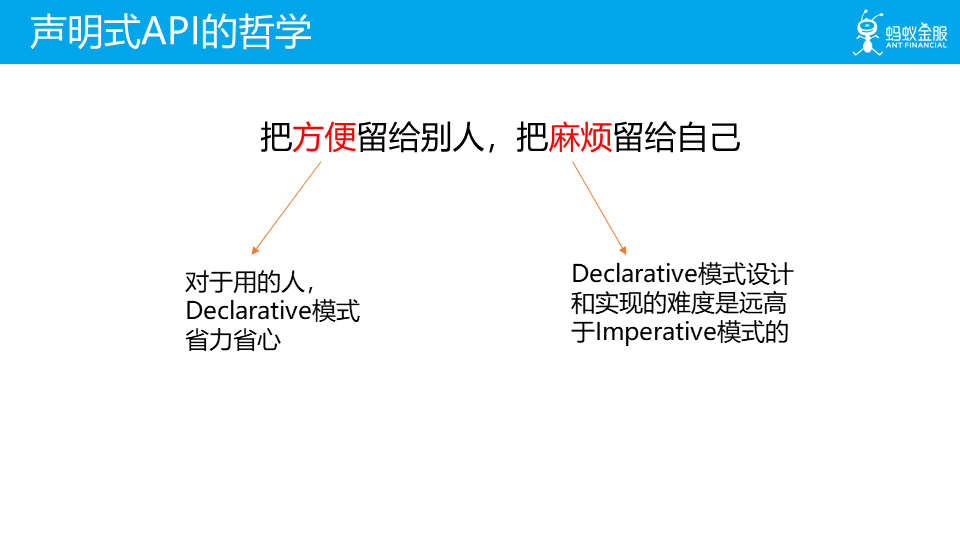 声明式API的哲学
蚂蚁金服
ANT FINANCIAL
把方便留给别人，把麻烦留给自己
对于用的人，
Declarative模式
省力省心
Declarative模式设计
和实现的难度是远高
于Imperative模式的